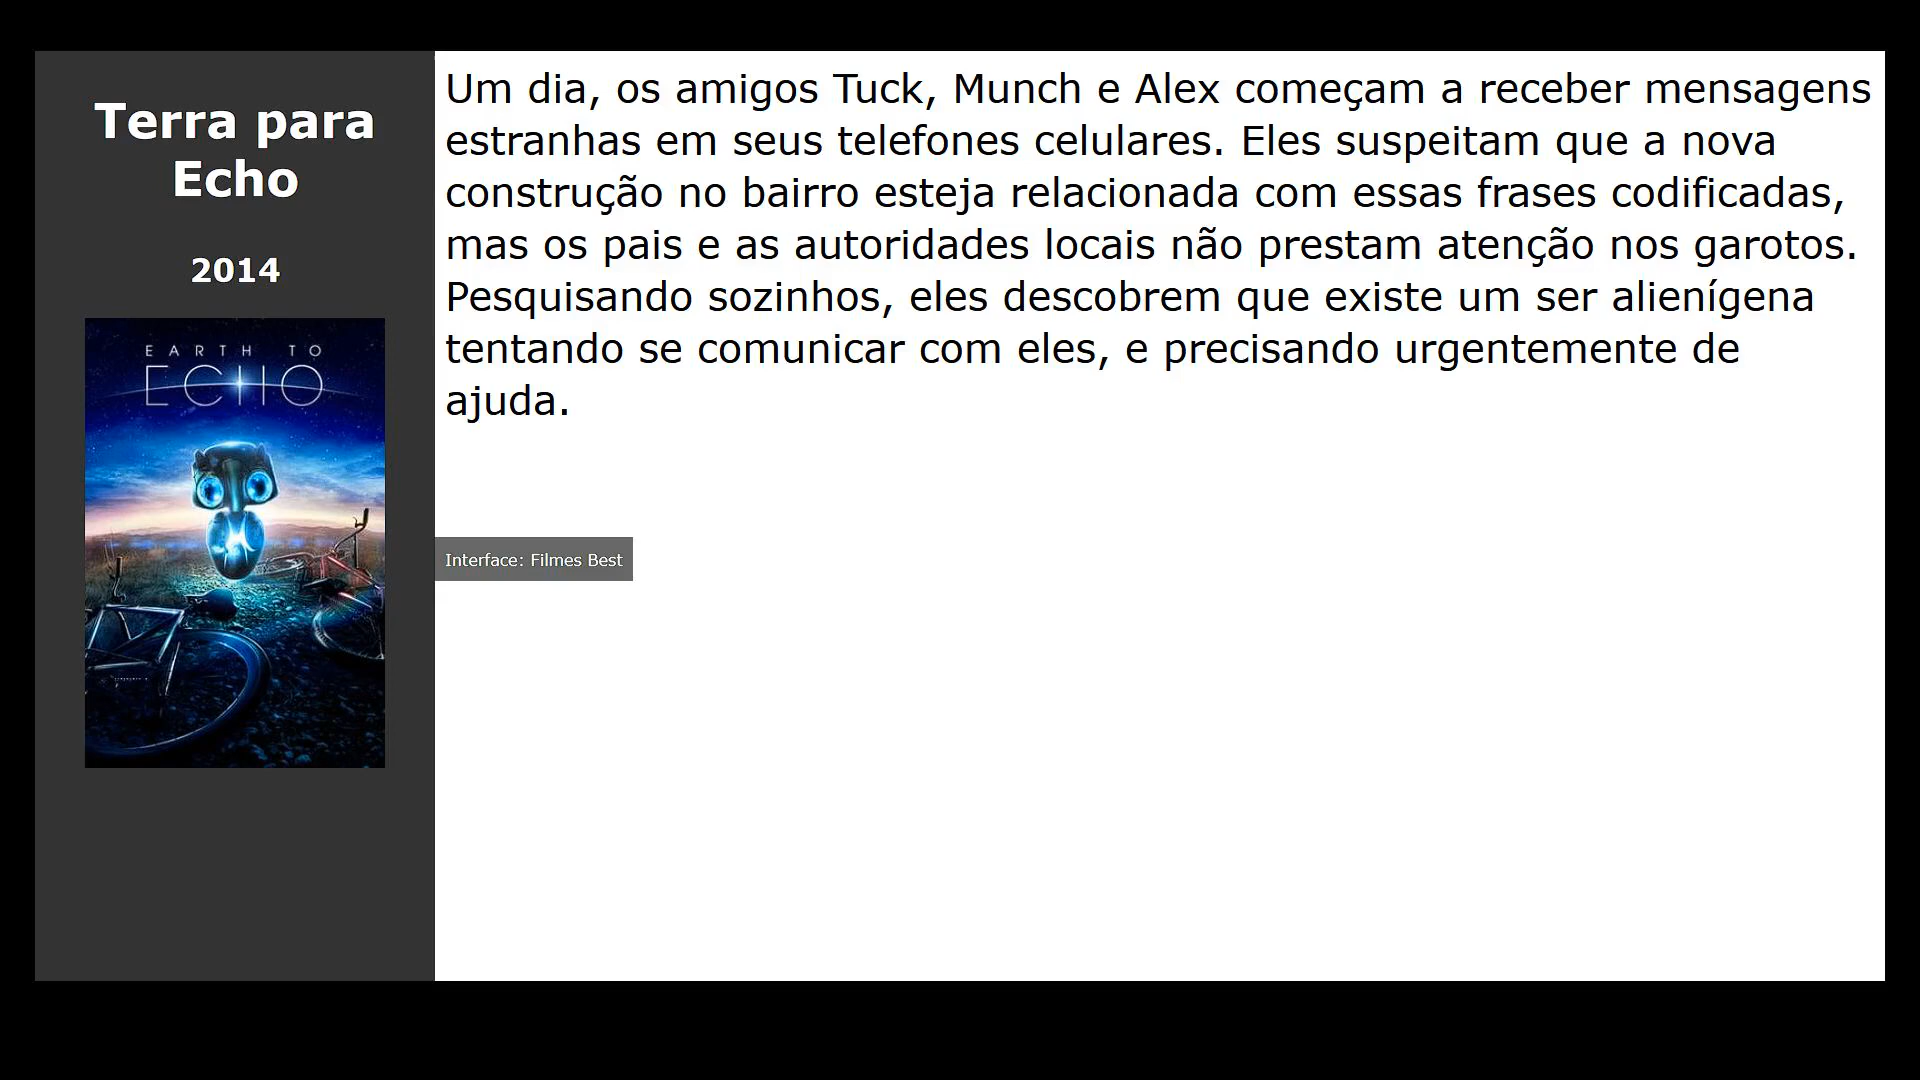 Terra para
Echo
2014
EARTH TO
ECHO
Um dia, os amigos Tuck, Munch e Alex começam a receber mensagens
estranhas em seus telefones celulares. Eles suspeitam que a nova
construção no bairro esteja relacionada com essas frases codificadas,
mas os pais e as autoridades locais não prestam atenção nos garotos.
Pesquisando sozinhos, eles descobrem que existe um ser alienígena
tentando se comunicar com eles, e precisando urgentemente de
ajuda.
Interface: Filmes Best